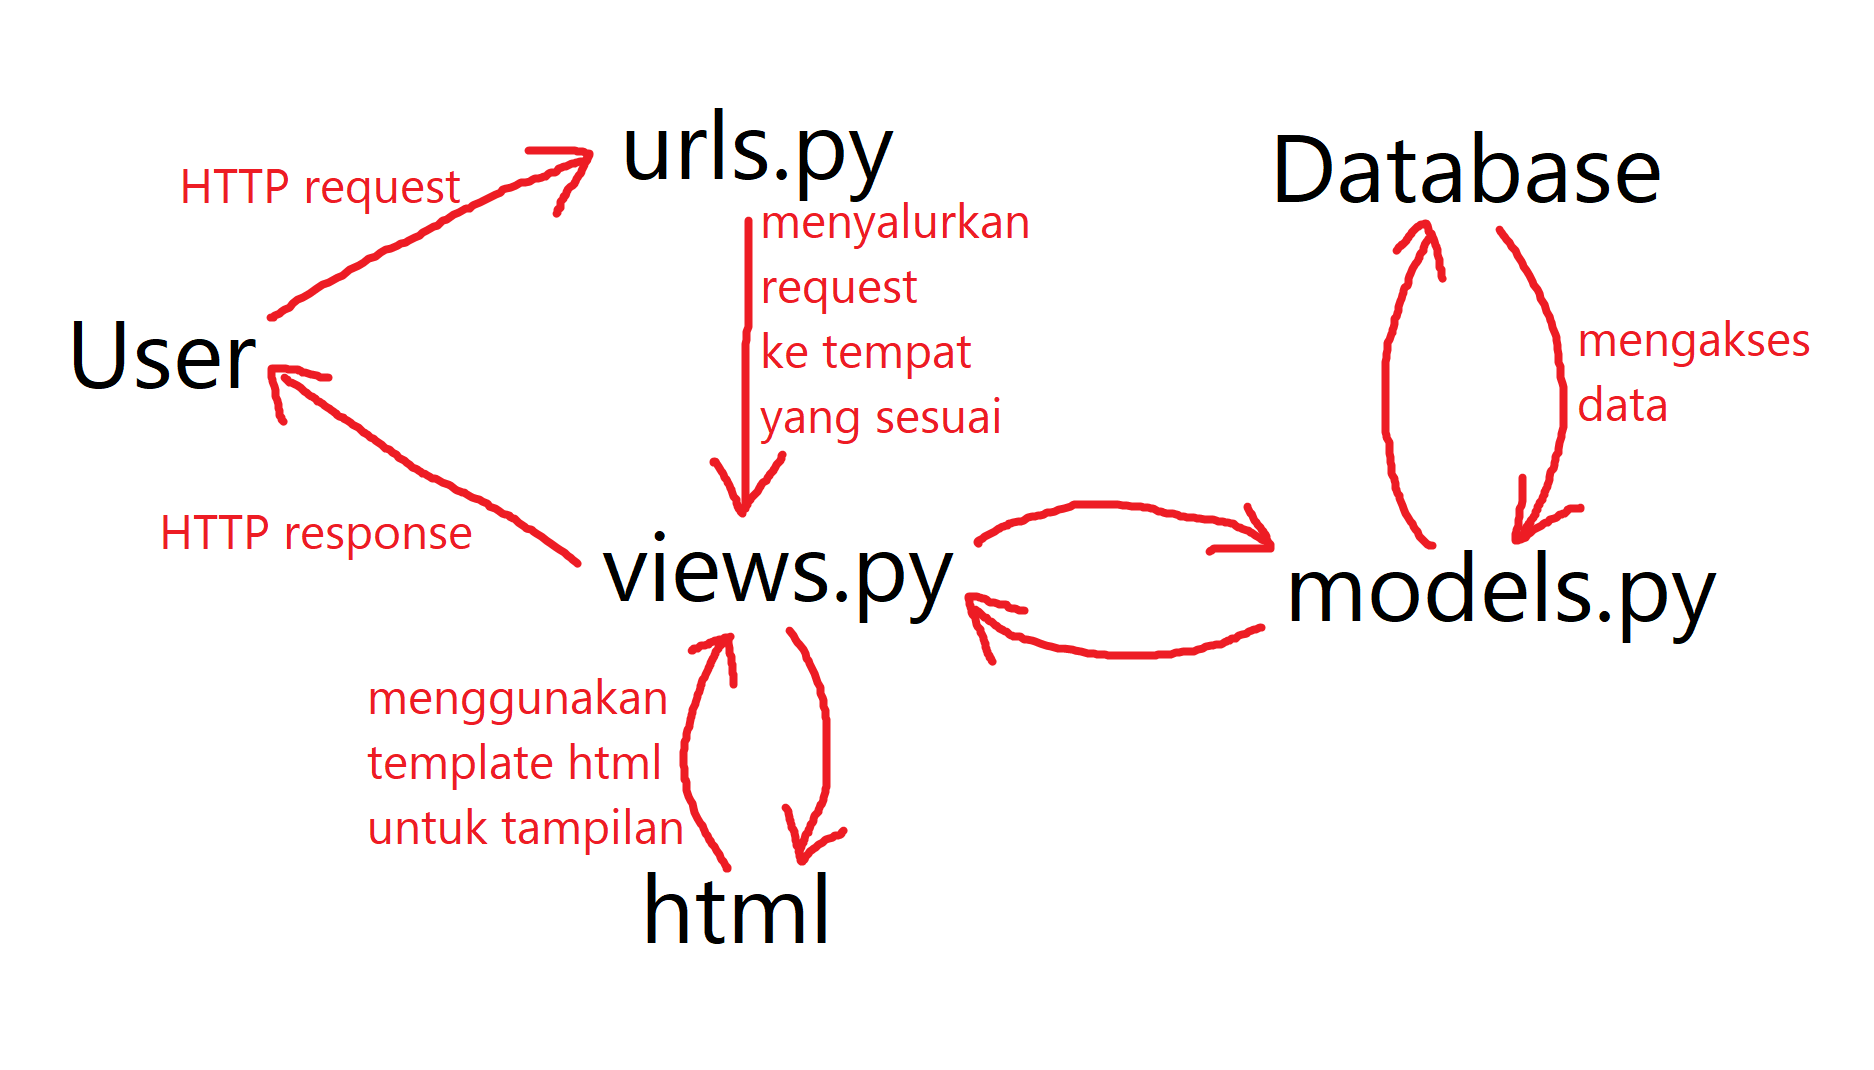 urls.py
Database
HTTP request
menyalurkan
request
ke tempat
yang sesuai
User
mengakses
data
HTTP response
views.py
models.py
menggunakan
template html
untuk tampilan
html